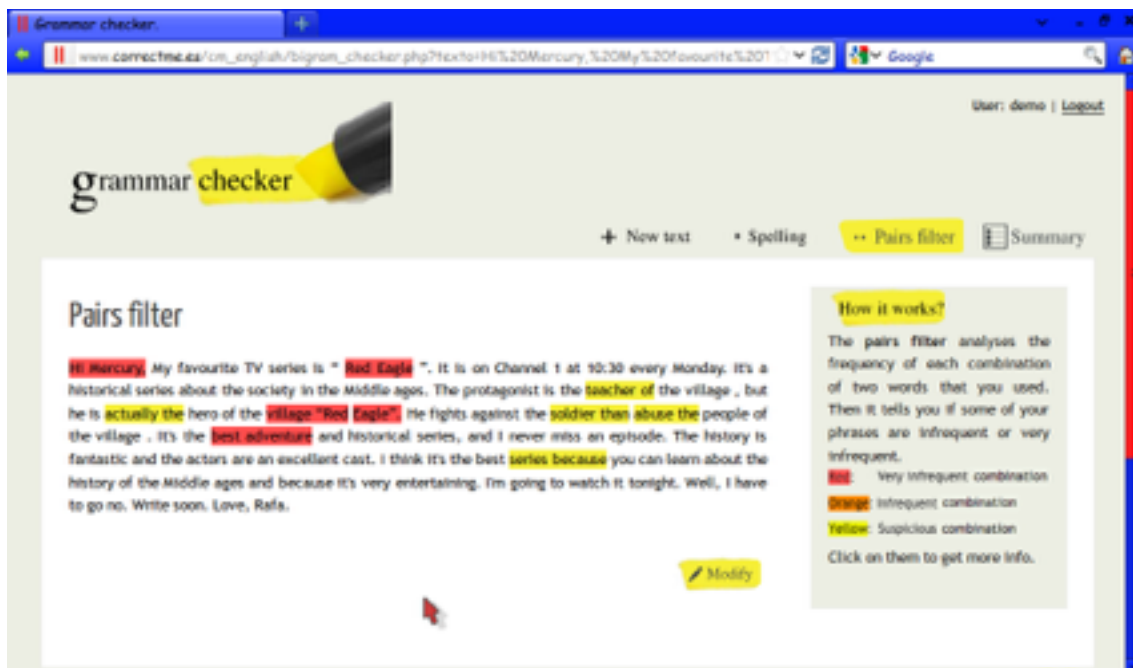 Grammar checker.
www.correctme.es/cm_english/bigram_checker.php?texto=Hi%20Mercury,%20My%20favourite%20T
Google
User: demo | Logout
grammar checker
+ New text
• Spelling
•• Pairs filter
Summary
Pairs filter
Hi Mercury, My favourite TV series is " Red Eagle ". It is on Channel 1 at 10:30 every Monday. It's a
historical series about the society in the Middle ages. The protagonist is the teacher of the village , but
he is actually the hero of the village "Red Eagle". He fights against the soldier than abuse the people of
the village . It's the best adventure and historical series, and I never miss an episode. The history is
fantastic and the actors are an excellent cast. I think it's the best series because you can learn about the
history of the Middle ages and because it's very entertaining. I'm going to watch it tonight. Well, I have
to go no. Write soon. Love, Rafa.
Modify
How it works?
The pairs filter analyses the
frequency of each combination
of two words that you used.
Then it tells you if some of your
phrases are infrequent or very
infrequent.
Red: Very infrequent combination
Orange: Infrequent combination
Yellow: Suspicious combination
Click on them to get more info.